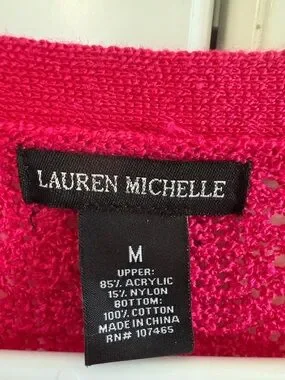 LAUREN MICHELLE
M
UPPER:
85% ACRYLIC
15% NYLON
BOTTOM:
100% COTTON
MADE IN CHINA
RN# 107465